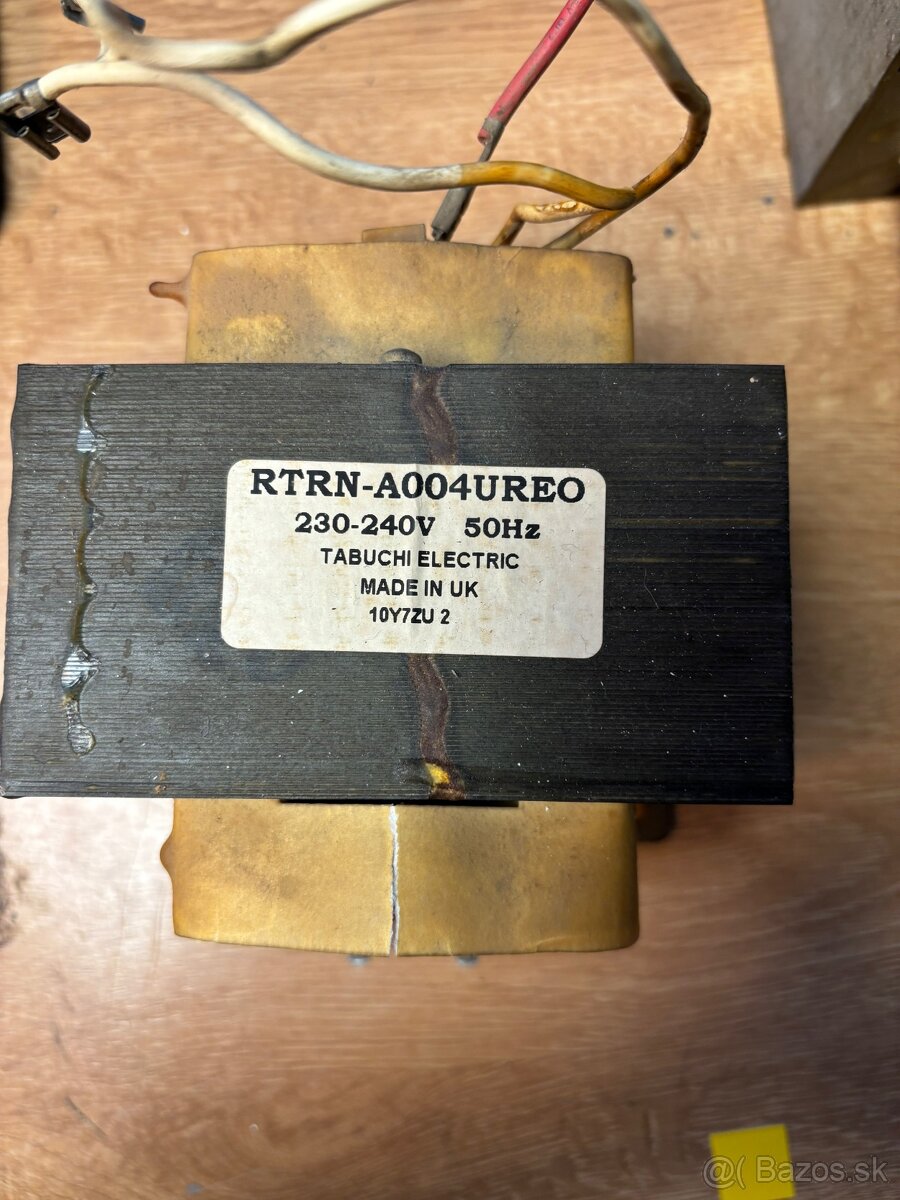 RTRN-A004UREO
230-240V 50Hz
TABUCHI ELECTRIC
MADE IN UK
10Y7ZU 2
@( Bazos.sk